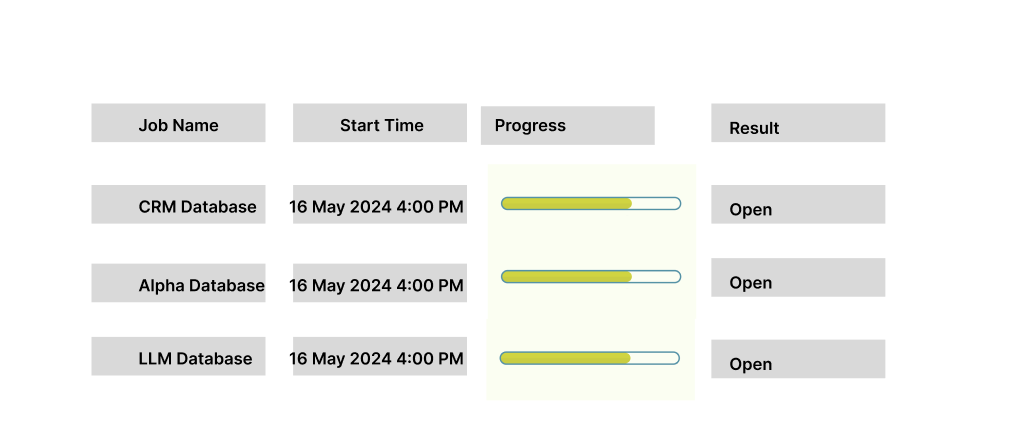 Job Name Start Time Progress Result
CRM Database 16 May 2024 4:00 PM Open
Alpha Database 16 May 2024 4:00 PM Open
LLM Database 16 May 2024 4:00 PM Open